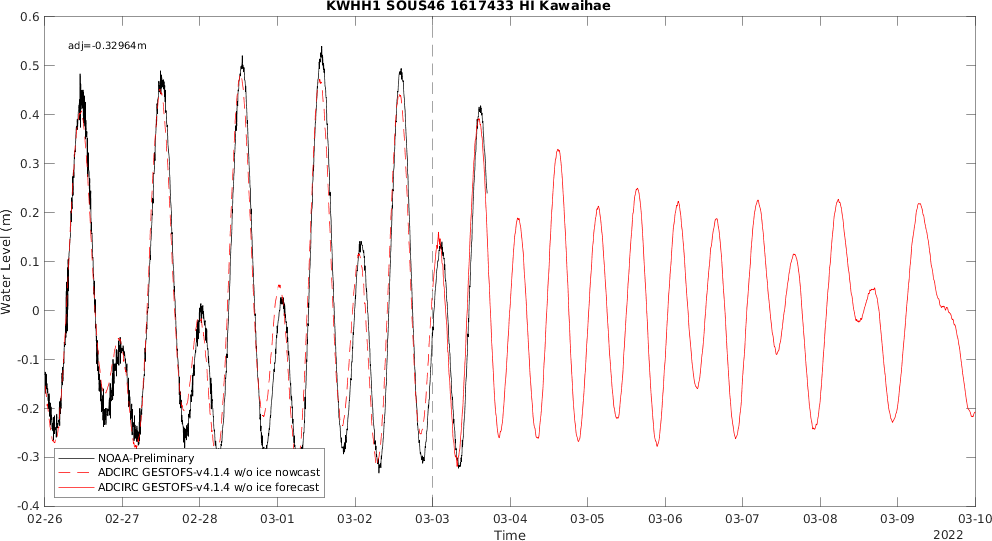 KWHH1 SOUS46 1617433 HI Kawaihae
0.6
adj=-0.32964m
0.5
0.4
0.3
0.2
0.1
0
-0.1
-0.2
-0.3
-0.4
Water Level (m)
NOAA-Preliminary
ADCIRC GESTOFS-v4.1.4 w/o ice nowcast
ADCIRC GESTOFS-v4.1.4 w/o ice forecast
02-26 02-27 02-28 03-01 03-02 03-03 03-04 03-05 03-06 03-07 03-08 03-09 03-10
Time
2022